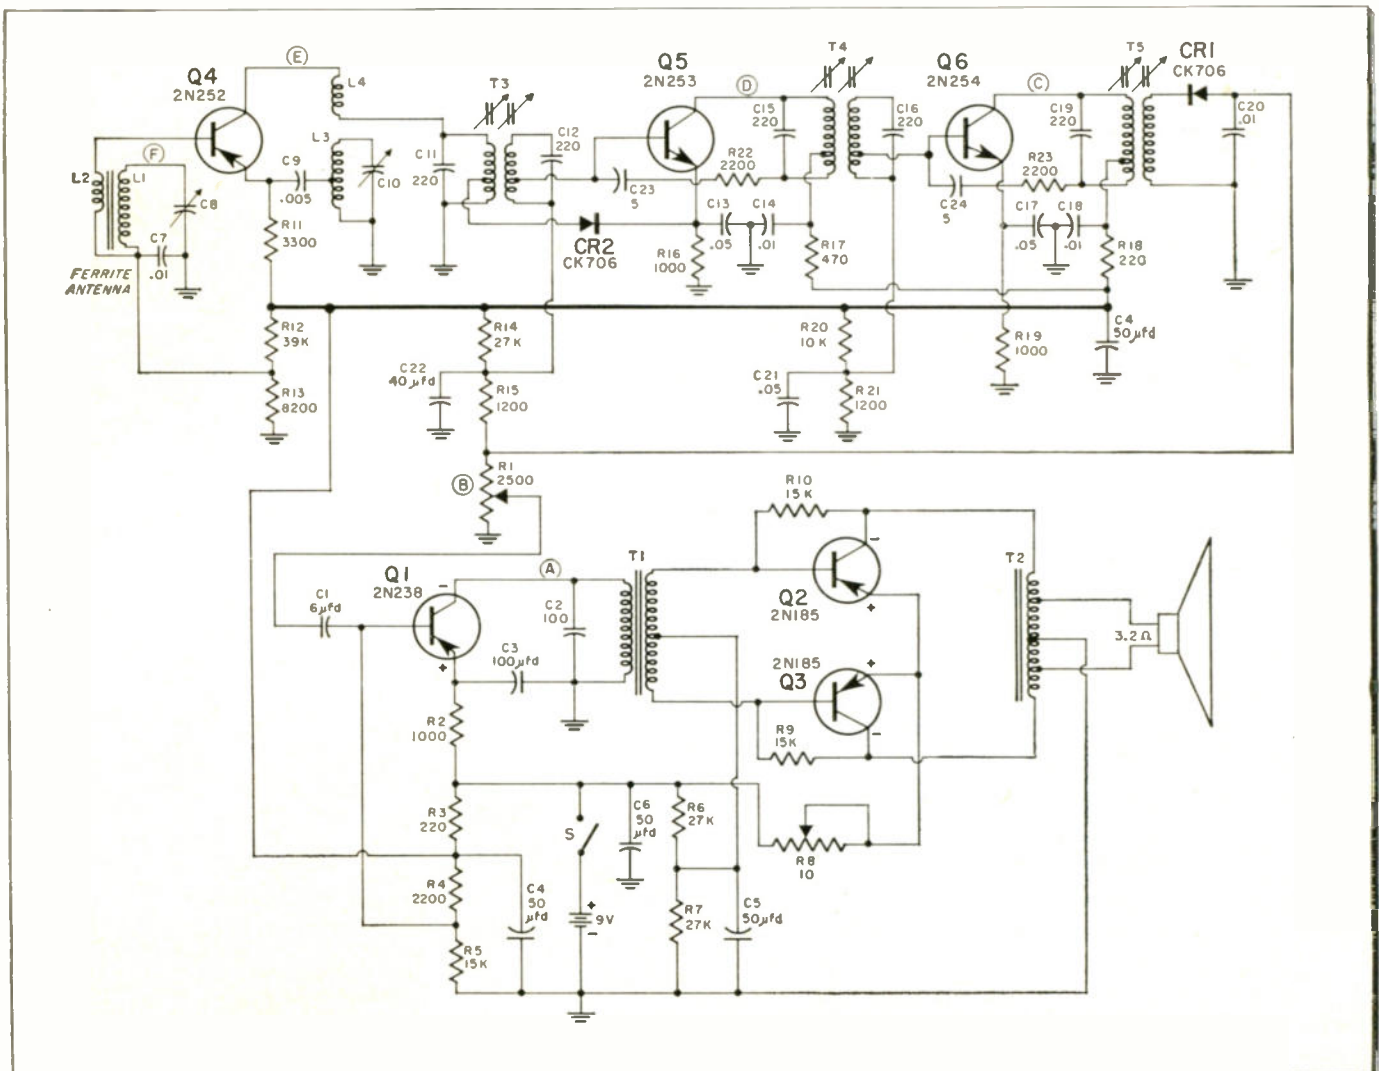 E
Q4
2N252
L4
T3
Q5
2N253
D
T4
Q6
2N254
C
T5
CR1
CK706
F
L2
L1
C8
C7
.01
FERRITE
ANTENNA
C9
.005
L3
C10
R11
3300
C11
220
C12
220
C23
5
CR2
CK706
R22
2200
C15
220
C13
.05
C14
.01
R16
1000
R17
470
C16
220
C24
5
R23
2200
C19
220
C17
.05
C18
.01
R18
220
C20
.01
R12
39K
R13
8200
R14
27K
C22
40µfd
R15
1200
R20
10K
C21
.05
R21
1200
R19
1000
C4
50µfd
B
R1
2500
R10
15K
Q1
2N238
A
T1
C1
6µfd
C2
100
C3
100µfd
-
+
Q2
2N185
-
+
2N185
Q3
+
-
T2
3.2Ω
R2
1000
R9
15K
R3
220
S
C6
50
µfd
R6
27K
R8
10
R4
2200
C4
50
µfd
+
9V
-
R7
27K
C5
50µfd
R5
15K